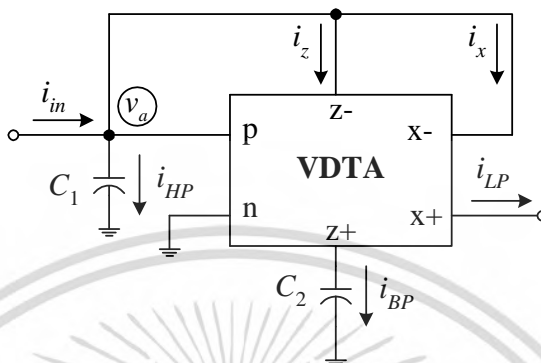 i_z
i_x
i_in
v_a
z-
p
x-
VDTA
C_1
i_HP
i_LP
n
x+
z+
C_2
i_BP